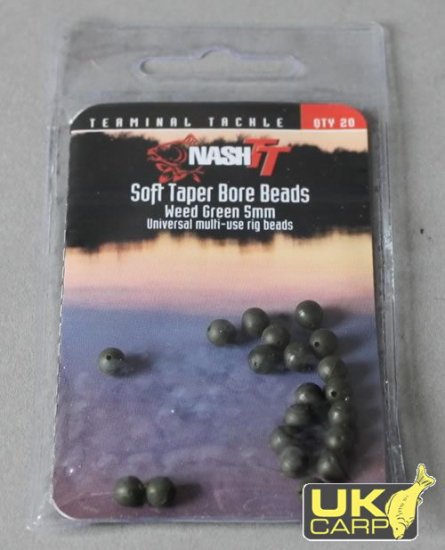 TERMINAL TACKLE QTY 20
NASH TT
Soft Taper Bore Beads
Weed Green 5mm
Universal multi-use rig beads
UK
CARP